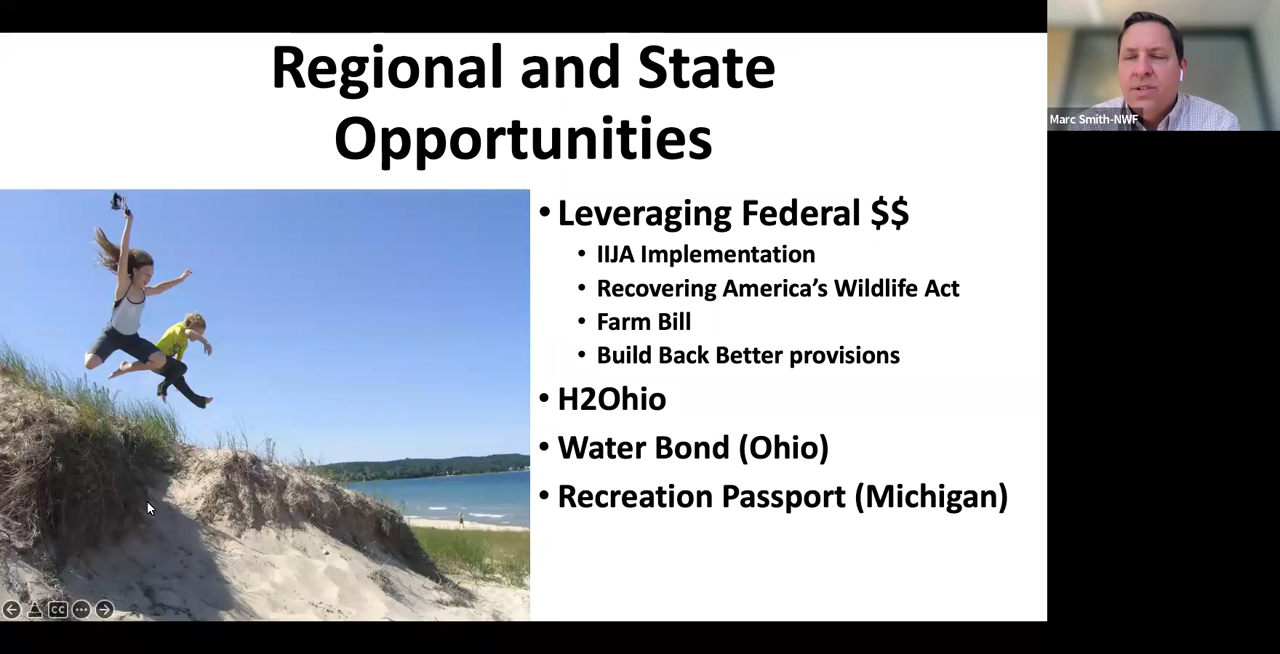 Regional and State
Opportunities
• Leveraging Federal $$
• IIJA Implementation
• Recovering America’s Wildlife Act
• Farm Bill
• Build Back Better provisions
• H2Ohio
• Water Bond (Ohio)
• Recreation Passport (Michigan)
Marc Smith-NWF
CC